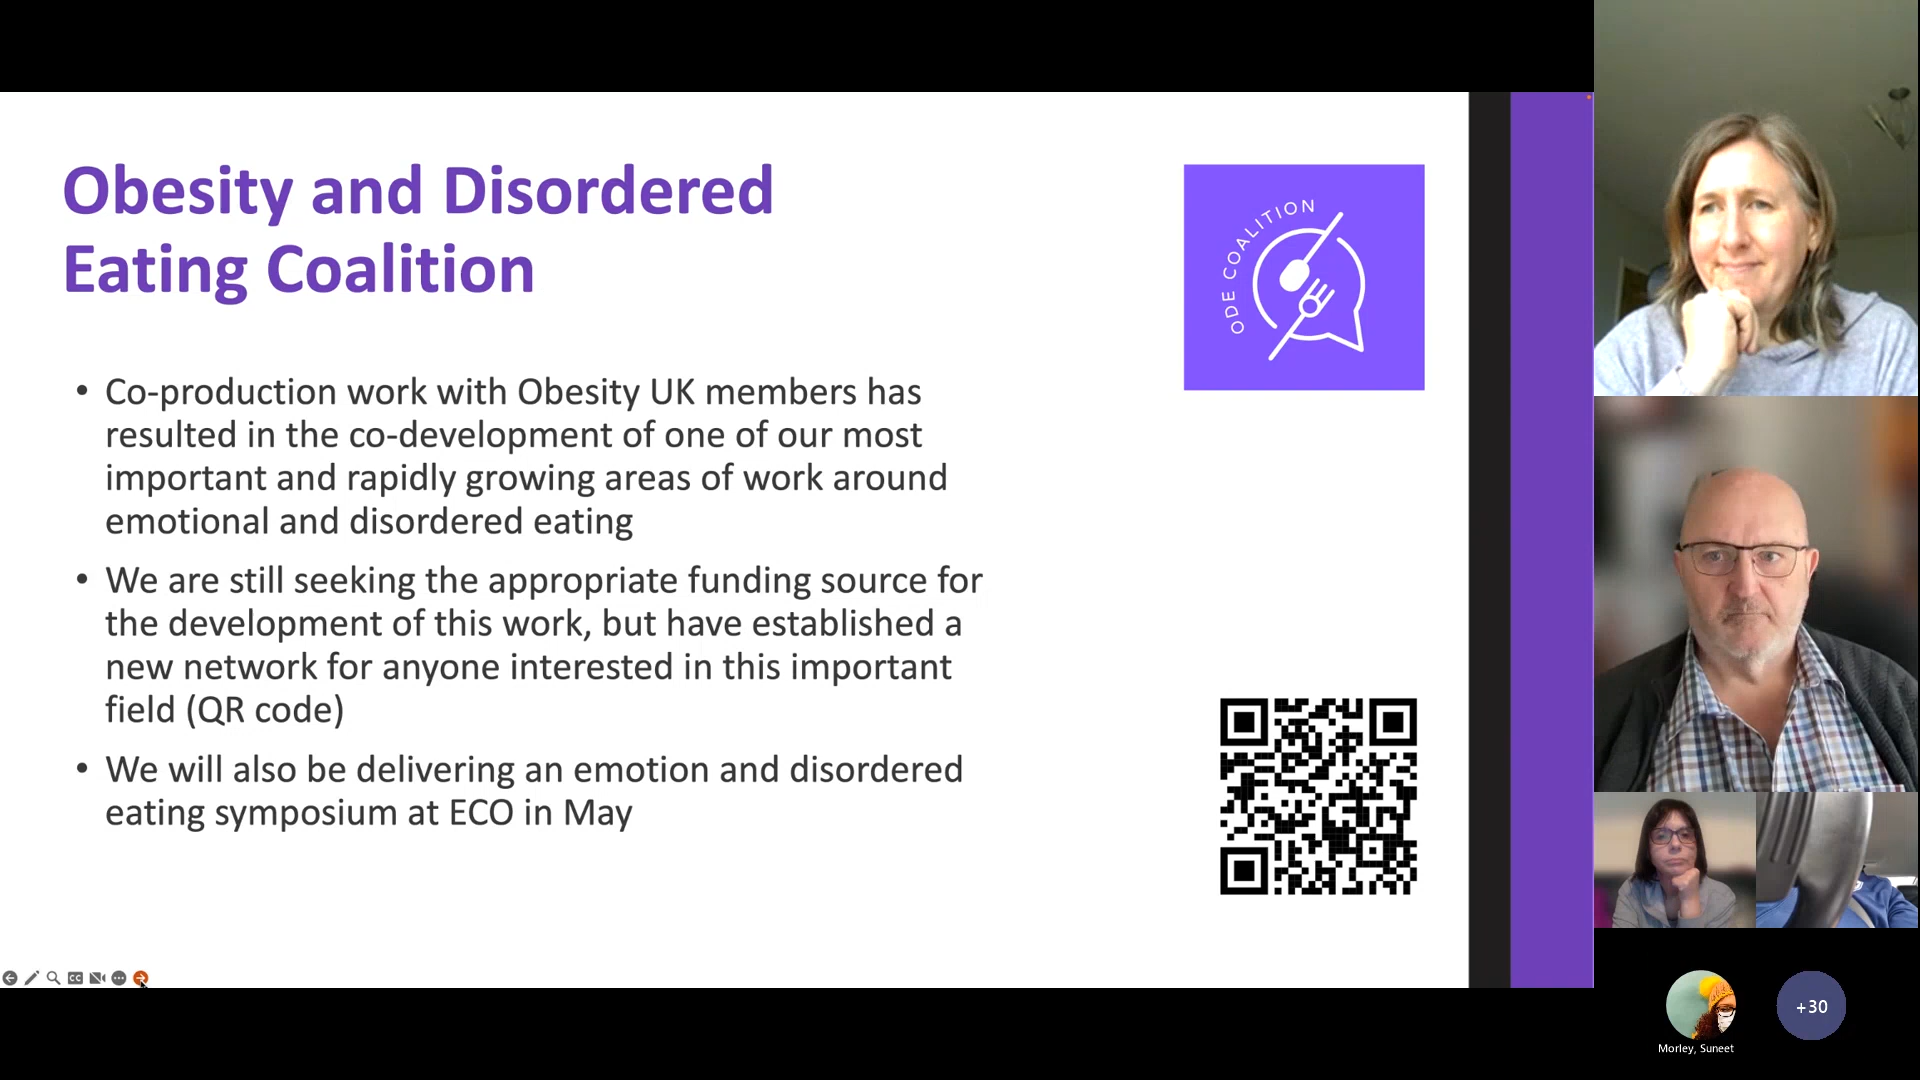 Obesity and Disordered
Eating Coalition
ODE COALITION
• Co-production work with Obesity UK members has
resulted in the co-development of one of our most
important and rapidly growing areas of work around
emotional and disordered eating
• We are still seeking the appropriate funding source for
the development of this work, but have established a
new network for anyone interested in this important
field (QR code)
• We will also be delivering an emotion and disordered
eating symposium at ECO in May
CC
+30
Morley, Suneet